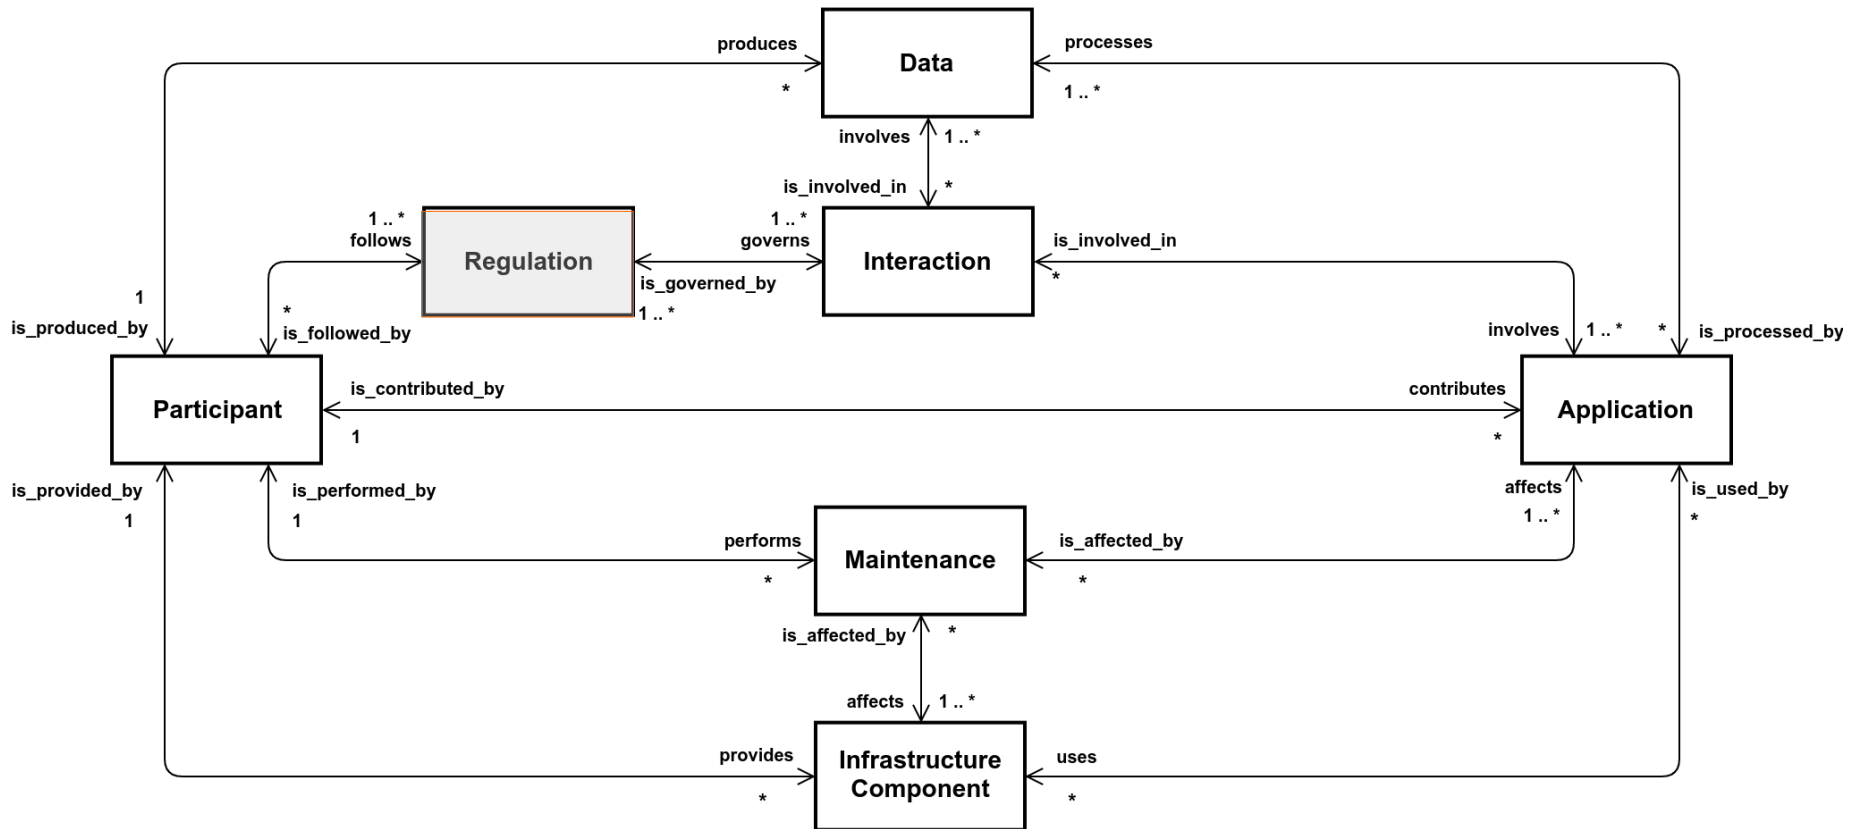 produces
Data
processes
*
1 .. *
involves
1 .. *
is_involved_in
*
1 .. *
follows
Regulation
1 .. *
governs
Interaction
is_involved_in
*
is_governed_by
1 .. *
1
is_produced_by
*
is_followed_by
involves
1 .. *
*
is_processed_by
Participant
is_contributed_by
1
contributes
*
Application
is_provided_by
1
is_performed_by
1
affects
1 .. *
is_used_by
*
performs
*
Maintenance
is_affected_by
*
is_affected_by
*
affects
1 .. *
provides
*
Infrastructure
Component
uses
*